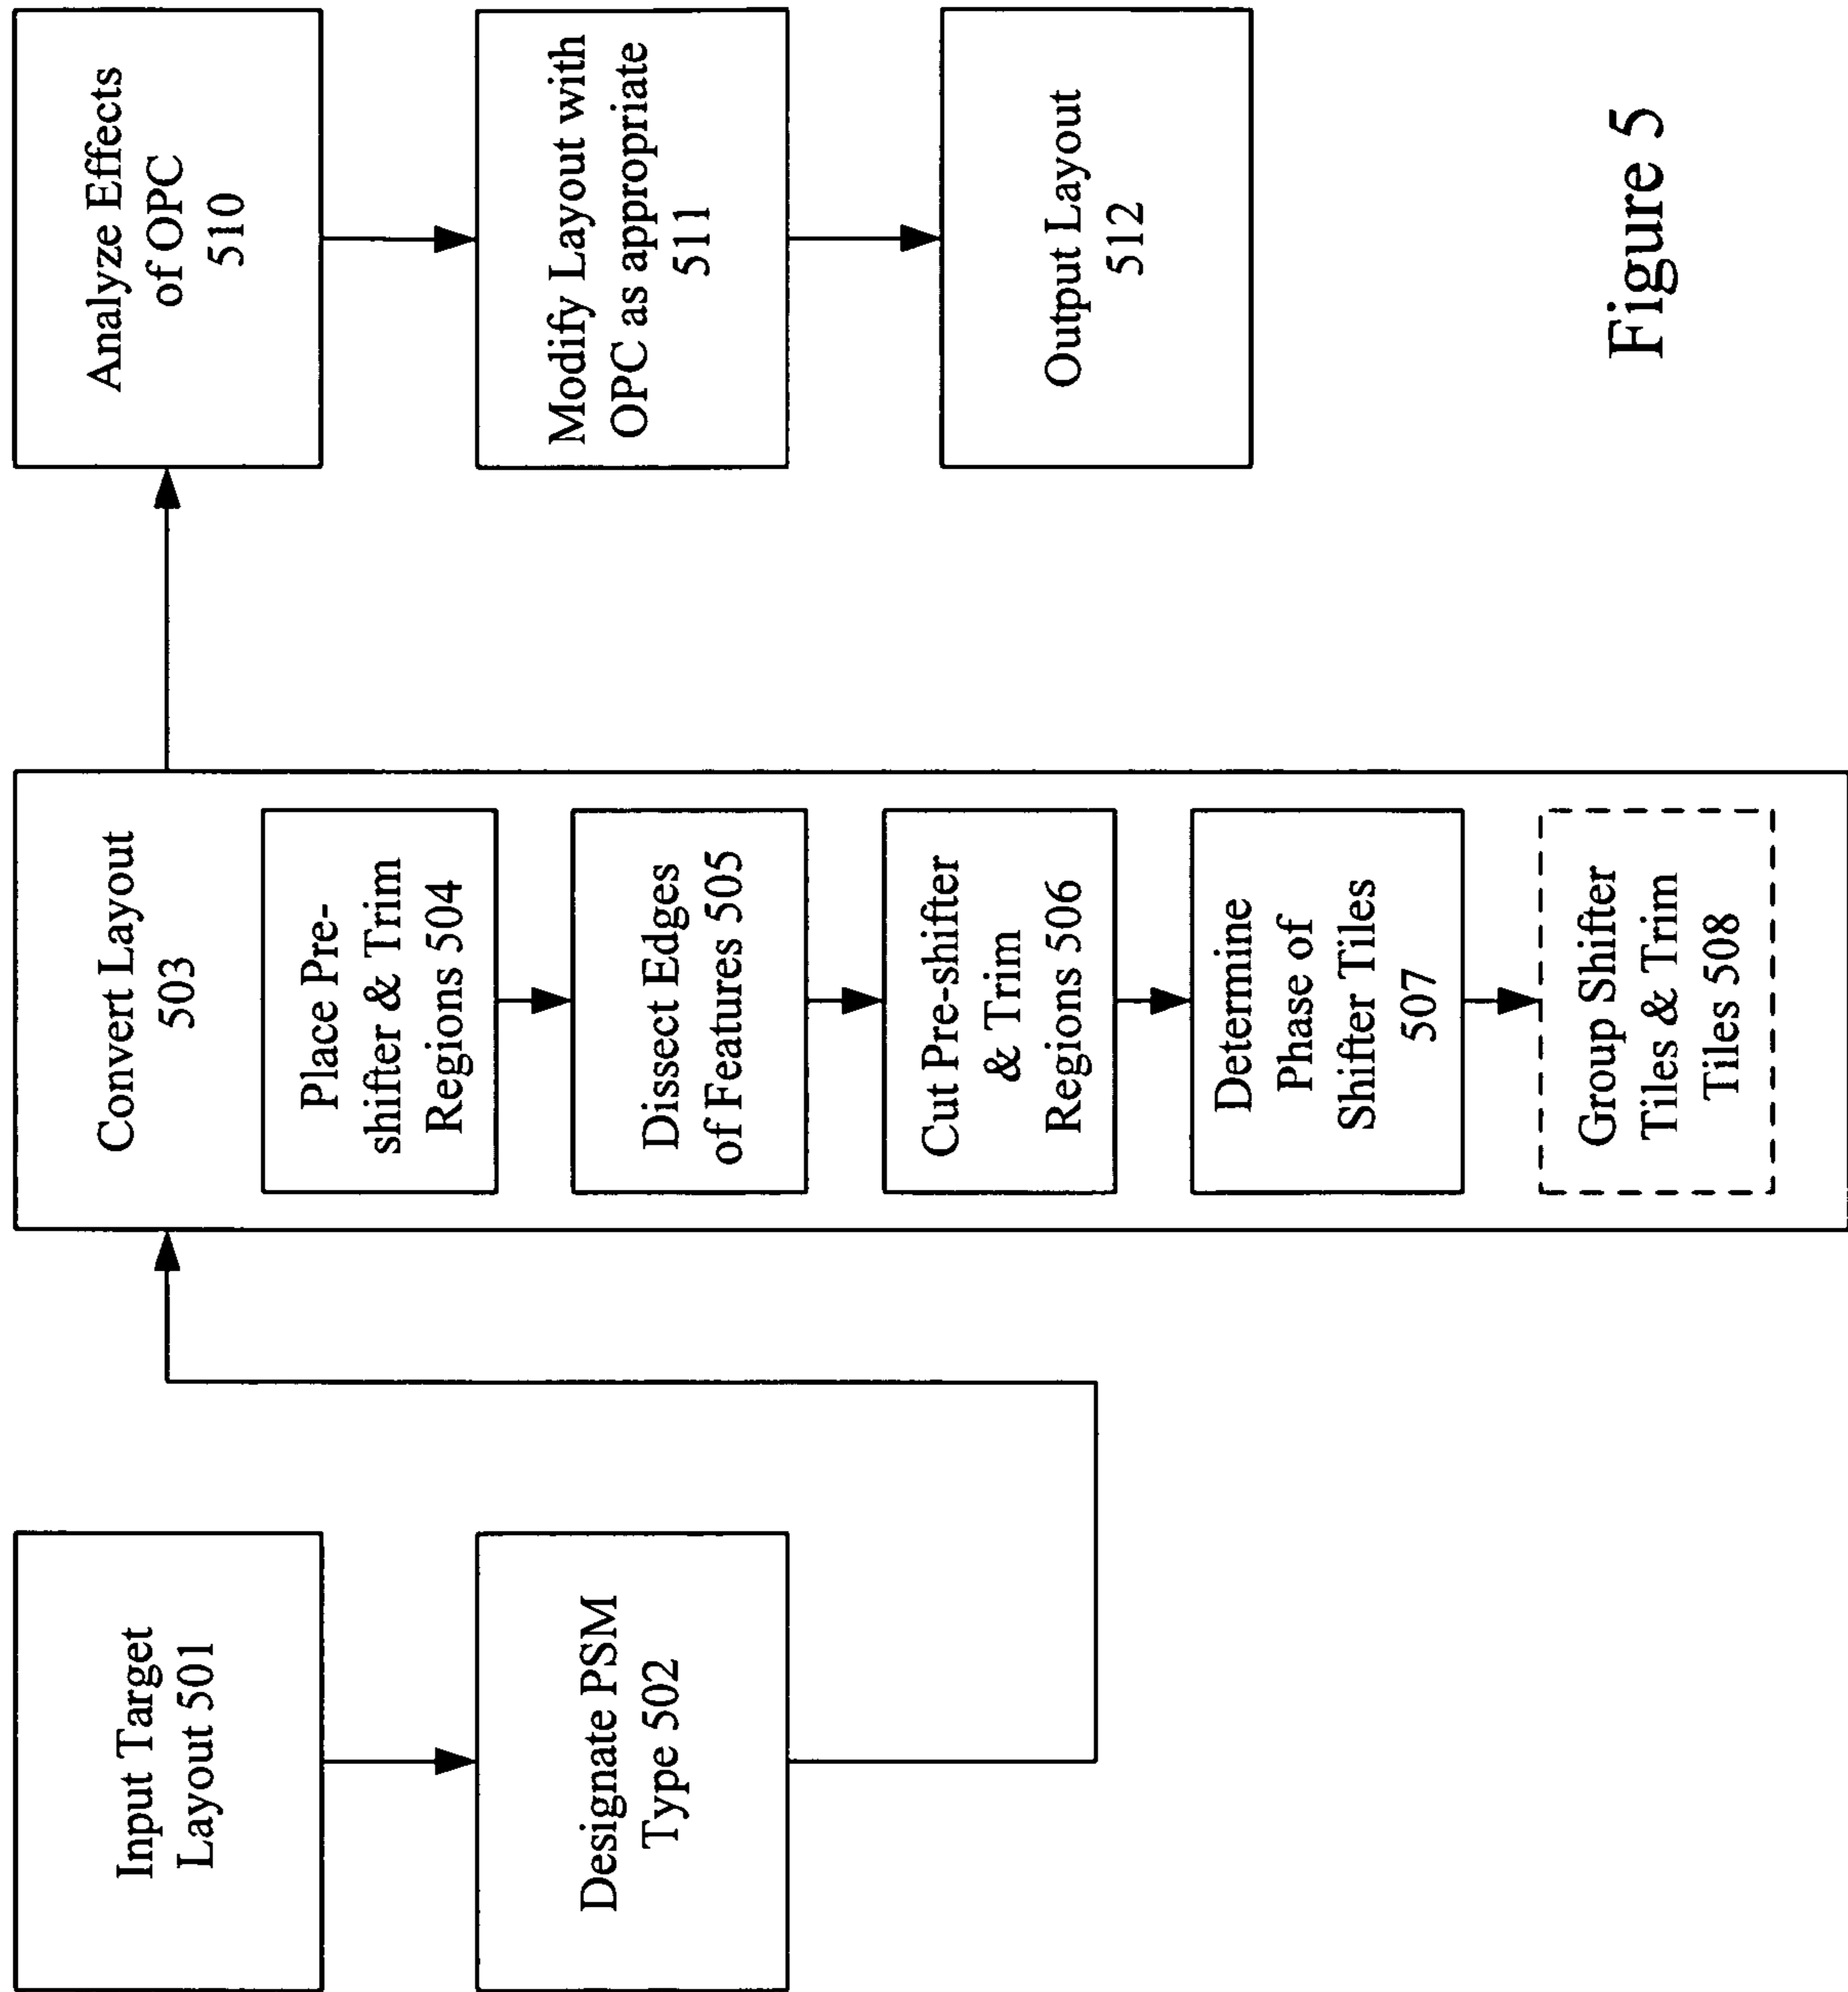 Input Target
Layout 501
Designate PSM
Type 502
Convert Layout
503
Place Pre-
shifter & Trim
Regions 504
Dissect Edges
of Features 505
Cut Pre-shifter
& Trim
Regions 506
Determine
Phase of
Shifter Tiles
507
Group Shifter
Tiles & Trim
Tiles 508
Analyze Effects
of OPC
510
Modify Layout with
OPC as appropriate
511
Output Layout
512
Figure 5